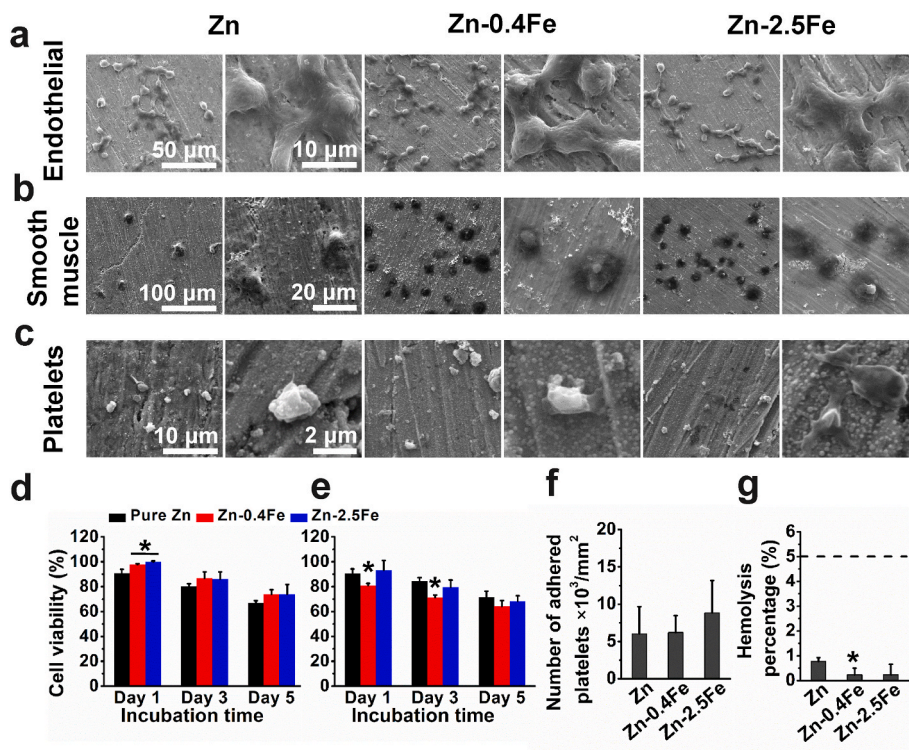 Zn Zn-0.4Fe Zn-2.5Fe
a
Endothelial
50 µm
10 µm
b
Smooth
muscle
100 µm
20 µm
c
Platelets
10 µm
2 µm
d
Pure Zn Zn-0.4Fe Zn-2.5Fe
Cell viability (%)
120
100
80
60
40
20
0
*
Day 1 Day 3 Day 5
Incubation time
e
120
100
80
60
40
20
0
* *
Day 1 Day 3 Day 5
Incubation time
f
Number of adhered
platelets ×10³/mm²
20
15
10
5
0
Zn
Zn-0.4Fe
Zn-2.5Fe
g
Hemolysis
percentage (%)
6
5
4
3
2
1
0
*
Zn
Zn-0.4Fe
Zn-2.5Fe